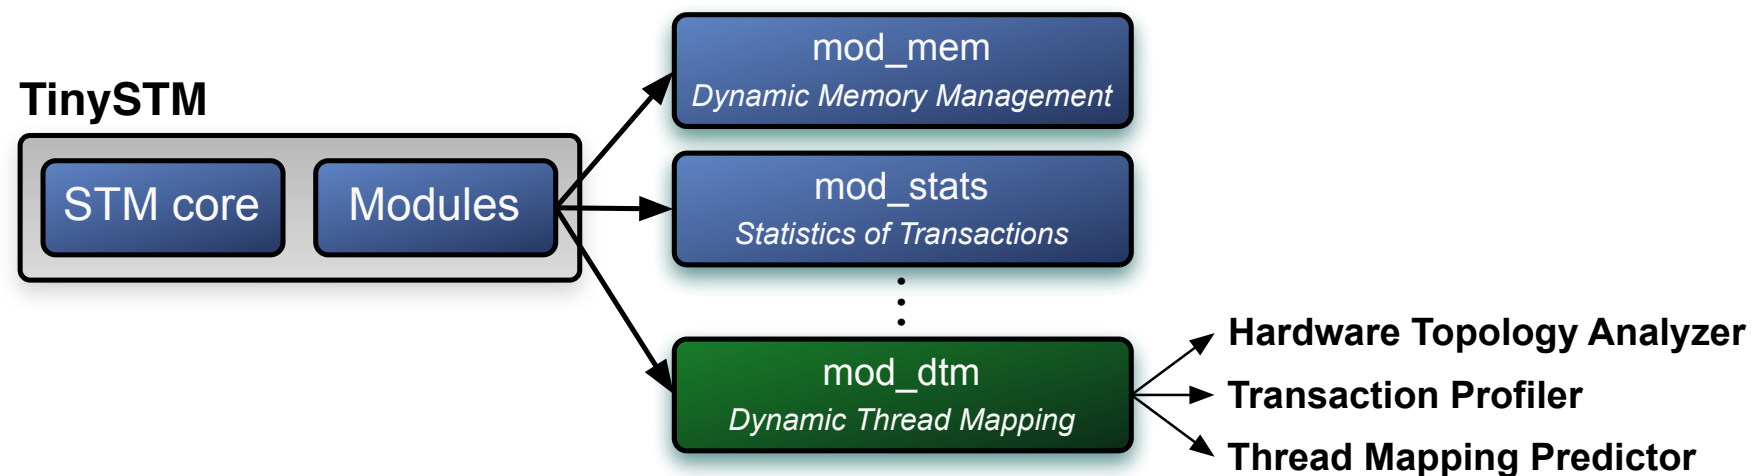 TinySTM
STM core
Modules
mod_mem
Dynamic Memory Management
mod_stats
Statistics of Transactions
mod_dtm
Dynamic Thread Mapping
Hardware Topology Analyzer
Transaction Profiler
Thread Mapping Predictor